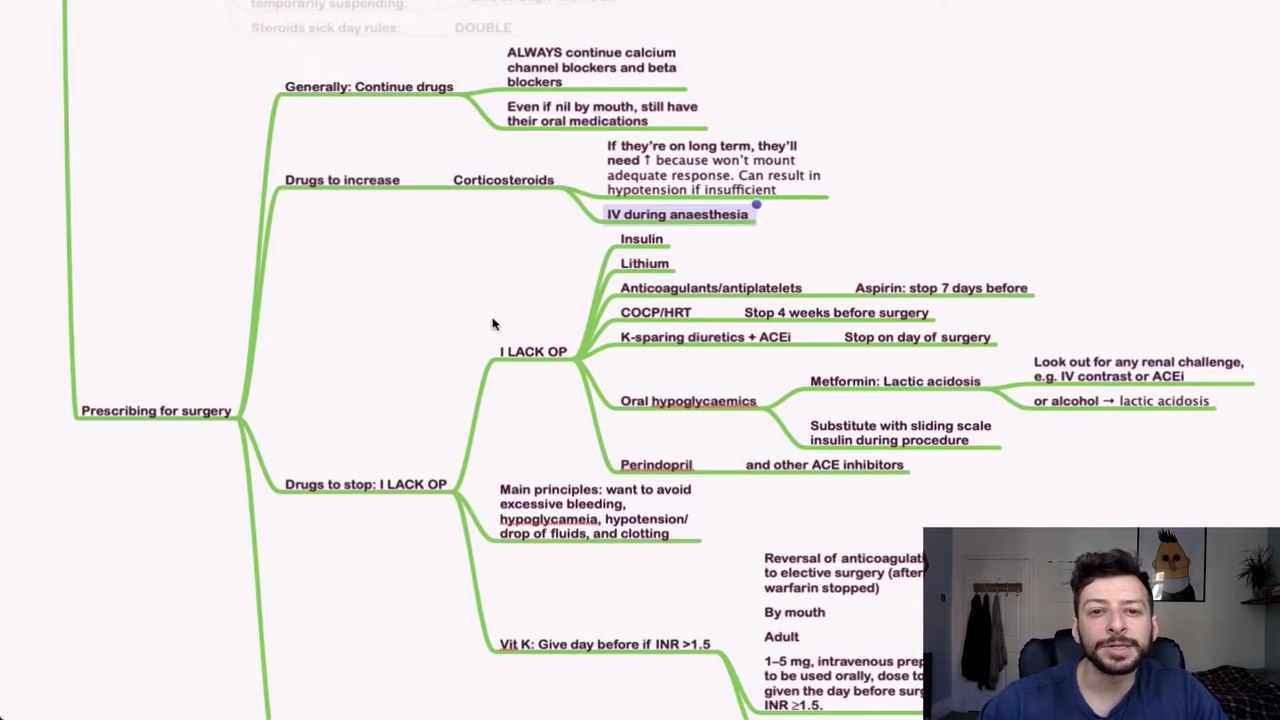 temporarily suspending:
Steroids sick day rules:
DOUBLE
Generally: Continue drugs
ALWAYS continue calcium
channel blockers and beta
blockers
Even if nil by mouth, still have
their oral medications
Drugs to increase
Corticosteroids
If they're on long term, they'll
need ↑ because won't mount
adequate response. Can result in
hypotension if insufficient
IV during anaesthesia
Prescribing for surgery
Drugs to stop: I LACK OP
I LACK OP
Insulin
Lithium
Anticoagulants/antiplatelets
Aspirin: stop 7 days before
COCP/HRT
Stop 4 weeks before surgery
K-sparing diuretics + ACEi
Stop on day of surgery
Oral hypoglycaemics
Metformin: Lactic acidosis
Look out for any renal challenge,
e.g. IV contrast or ACEi
or alcohol → lactic acidosis
Substitute with sliding scale
insulin during procedure
Perindopril
and other ACE inhibitors
Main principles: want to avoid
excessive bleeding,
hypoglycameia, hypotension/
drop of fluids, and clotting
Vit K: Give day before if INR >1.5
Reversal of anticoagulati
to elective surgery (after
warfarin stopped)
By mouth
Adult
1–5 mg, intravenous prep
to be used orally, dose to
given the day before sur
INR ≥1.5.